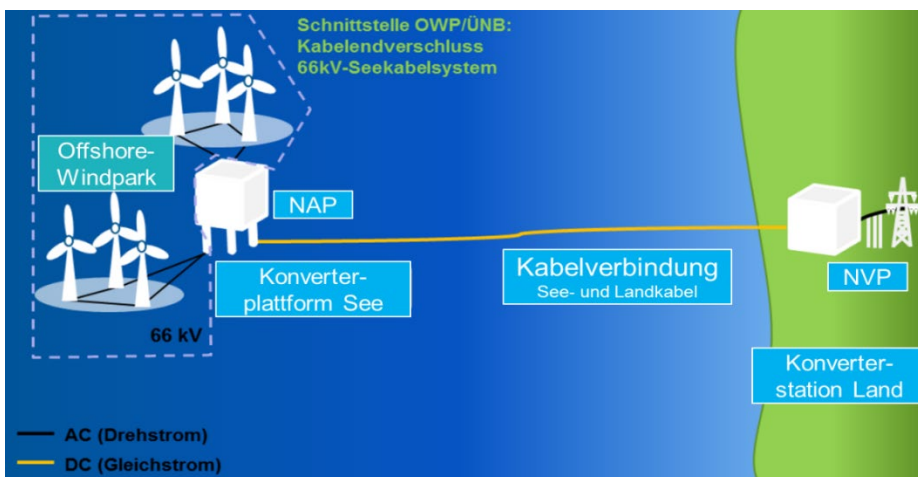 Schnittstelle OWP/ÜNB:
Kabelendverschluss
66kV-Seekabelsystem
Offshore-
Windpark
NAP
Konverter-
plattform See
Kabelverbindung
See- und Landkabel
NVP
66 kV
Konverter-
station Land
AC (Drehstrom)
DC (Gleichstrom)